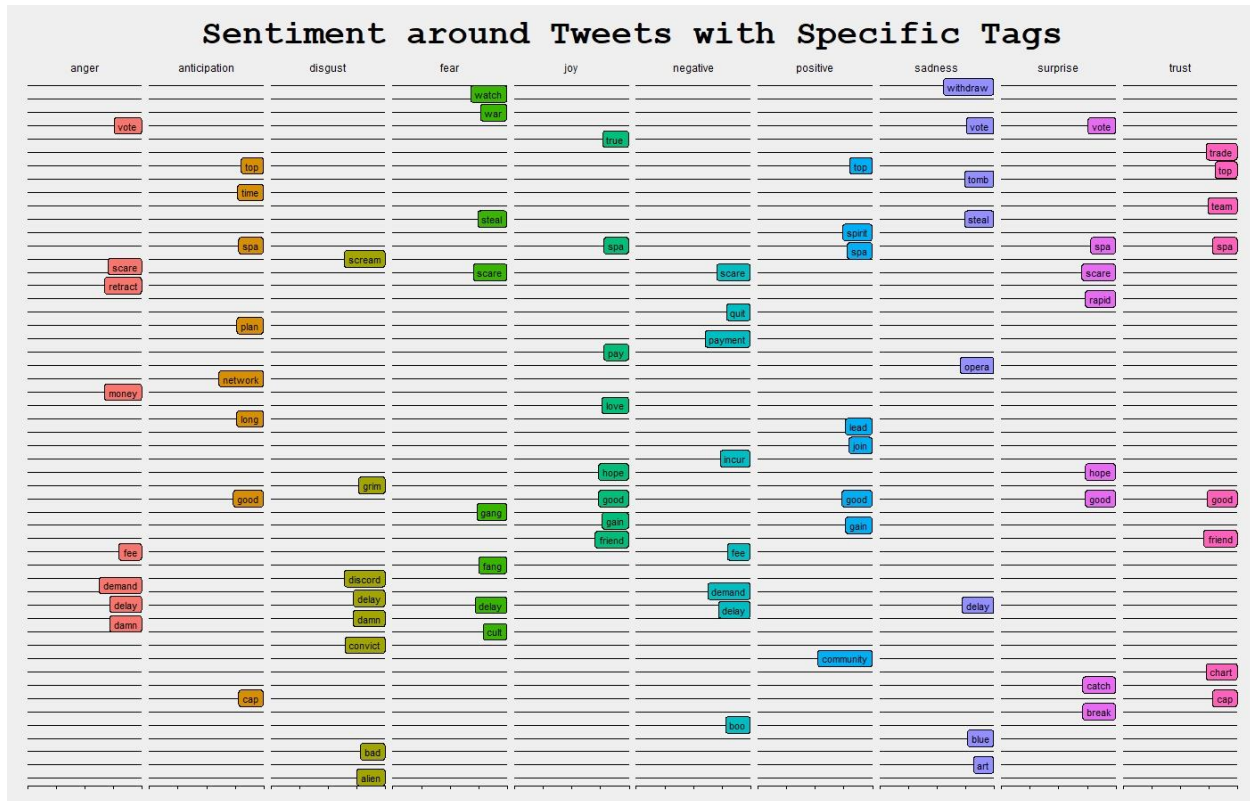 Sentiment around Tweets with Specific Tags
anger anticipation disgust fear joy negative positive sadness surprise trust
withdraw
watch
war
vote vote vote
true
trade
top top top
tomb
time
team
steal steal
spirit
spa spa spa spa spa
scream
scare scare scare scare
retract
rapid
quit
plan
payment
pay
opera
network
money
love
long
lead
join
incur
hope hope
grim
good good good good good
gang
gain gain
friend friend
fee fee
fang
discord
demand demand
delay delay delay delay delay
damn damn
cult
convict
community
chart
catch
cap cap
break
boo
blue
bad
art
alien